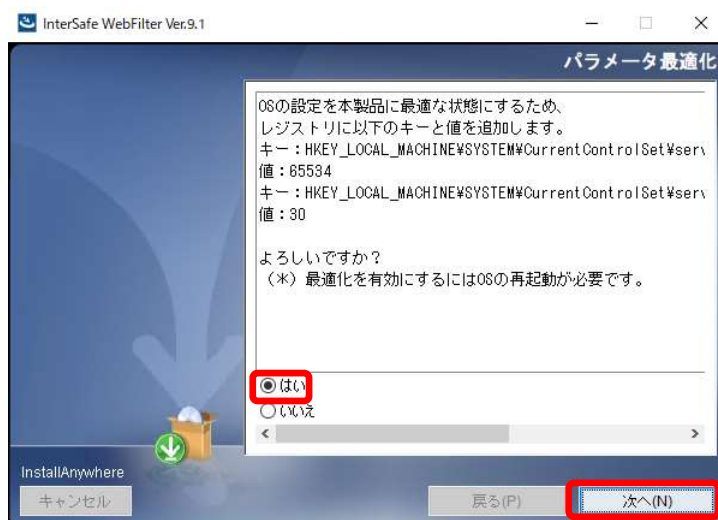 InterSafe WebFilter Ver.9.1
パラメータ最適化
OSの設定を本製品に最適な状態にするため、
レジストリに以下のキーと値を追加します。
キー：HKEY_LOCAL_MACHINE¥SYSTEM¥CurrentControlSet¥serv
値：65534
キー：HKEY_LOCAL_MACHINE¥SYSTEM¥CurrentControlSet¥serv
値：30
よろしいですか？
（*）最適化を有効にするにはOSの再起動が必要です。
はい
いいえ
InstallAnywhere
キャンセル
戻る(P)
次へ(N)